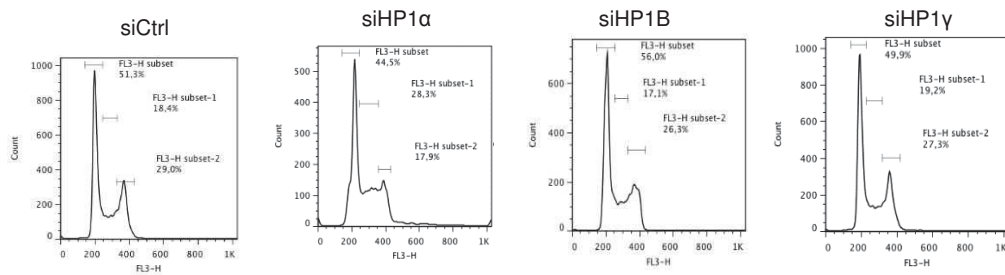 siCtrl
1000
800
600
400
200
0
Count
FL3-H subset
51,3%
FL3-H subset-1
18,4%
FL3-H subset-2
29,0%
0 200 400 600 800 1K
FL3-H
siHP1α
500
400
300
200
100
0
Count
FL3-H subset
44,5%
FL3-H subset-1
28,3%
FL3-H subset-2
17,9%
0 200 400 600 800 1K
FL3-H
siHP1B
800
600
400
200
0
Count
FL3-H subset
56,0%
FL3-H subset-1
17,1%
FL3-H subset-2
26,3%
0 200 400 600 800 1K
FL3-H
siHP1γ
1000
800
600
400
200
0
Count
FL3-H subset
49,9%
FL3-H subset-1
19,2%
FL3-H subset-2
27,3%
0 200 400 600 800 1K
FL3-H